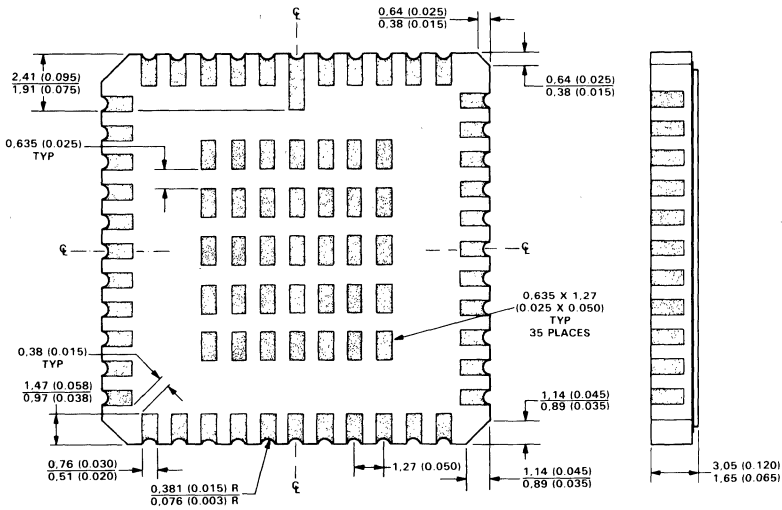 ℄
0,64 (0.025)
0,38 (0.015)
2,41 (0.095)
1,91 (0.075)
0,64 (0.025)
0,38 (0.015)
0,635 (0.025)
TYP
℄
℄
0,635 X 1,27
(0.025 X 0.050)
TYP
35 PLACES
0,38 (0.015)
TYP
1,47 (0.058)
0,97 (0.038)
1,14 (0.045)
0,89 (0.035)
0,76 (0.030)
0,51 (0.020)
0,381 (0.015) R
0,076 (0.003) R
℄
1,27 (0.050)
1,14 (0.045)
0,89 (0.035)
3,05 (0.120)
1,65 (0.065)